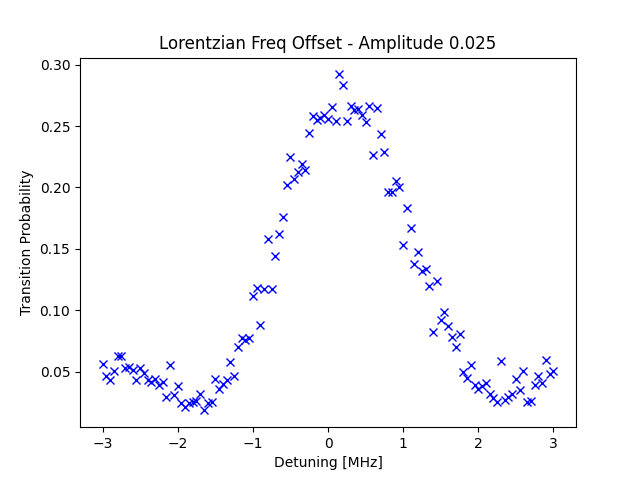 Lorentzian Freq Offset - Amplitude 0.025
0.30
0.25
0.20
0.15
0.10
0.05
Transition Probability
−3 −2 −1 0 1 2 3
Detuning [MHz]